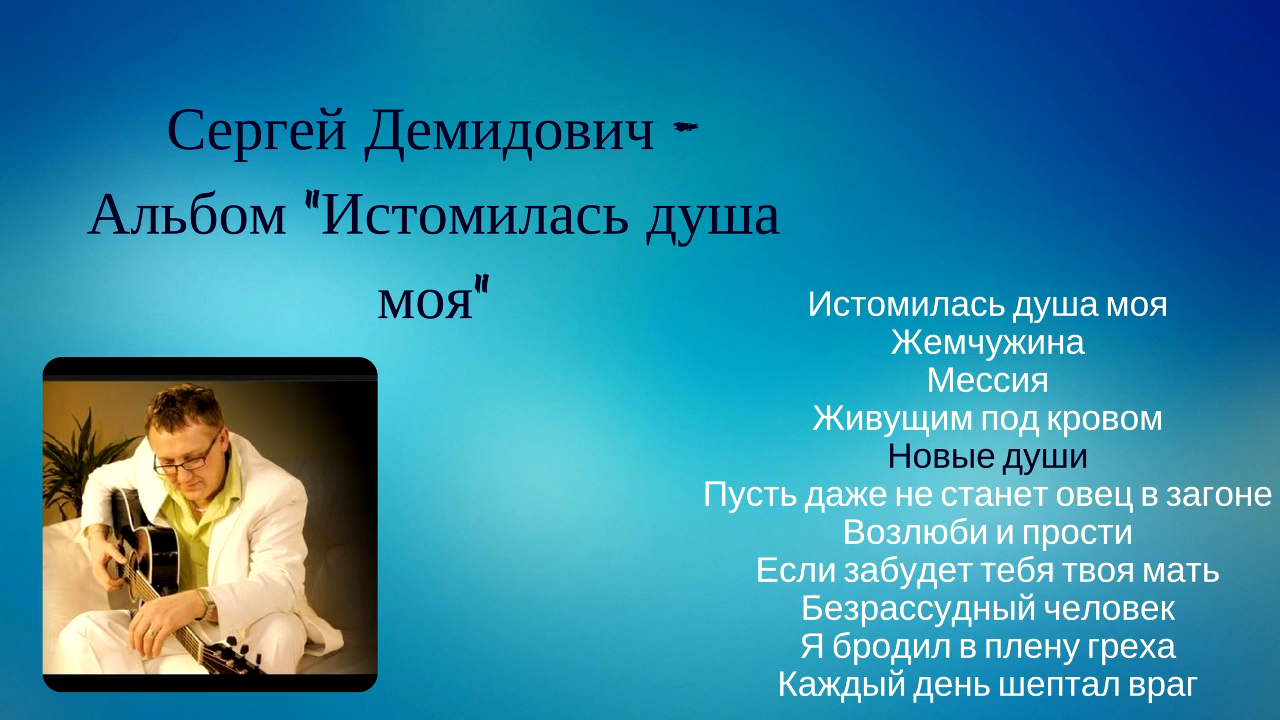 Сергей Демидович -
Альбом "Истомилась душа
моя"
Истомилась душа моя
Жемчужина
Мессия
Живущим под кровом
Новые души
Пусть даже не станет овец в загоне
Возлюби и прости
Если забудет тебя твоя мать
Безрассудный человек
Я бродил в плену греха
Каждый день шептал враг